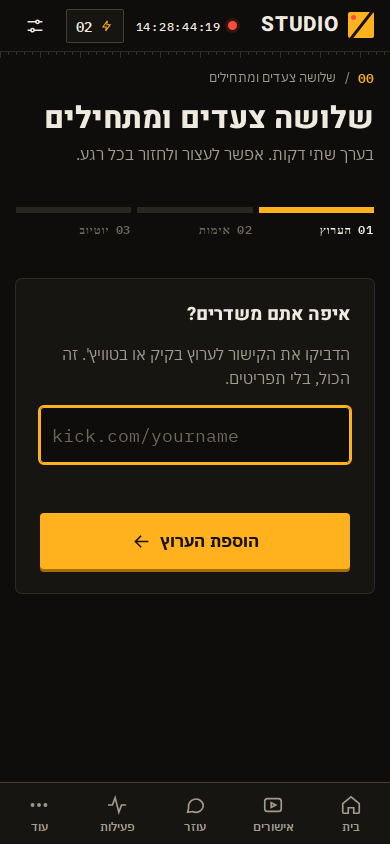 STUDIO 14:28:44:19 02
00 / שלושה צעדים ומתחילים
שלושה צעדים ומתחילים
בערך שתי דקות. אפשר לעצור ולחזור בכל רגע.
01 הערוץ 02 אימות 03 יוטיוב
איפה אתם משדרים?
הדביקו את הקישור לערוץ בקיק או בטוויץ'. זה
הכול, בלי תפריטים.
kick.com/yourname
הוספת הערוץ ←
בית אישורים עוזר פעילות עוד